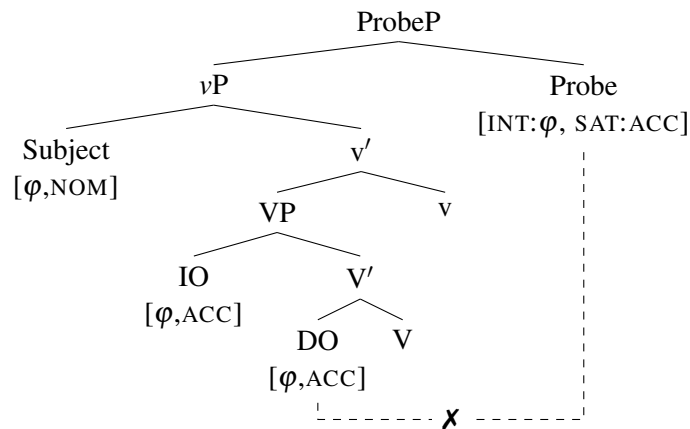 ProbeP
vP Probe
[INT:φ, SAT:ACC]
Subject v′
[φ,NOM]
VP v
IO V′
[φ,ACC]
DO V
[φ,ACC]
✗